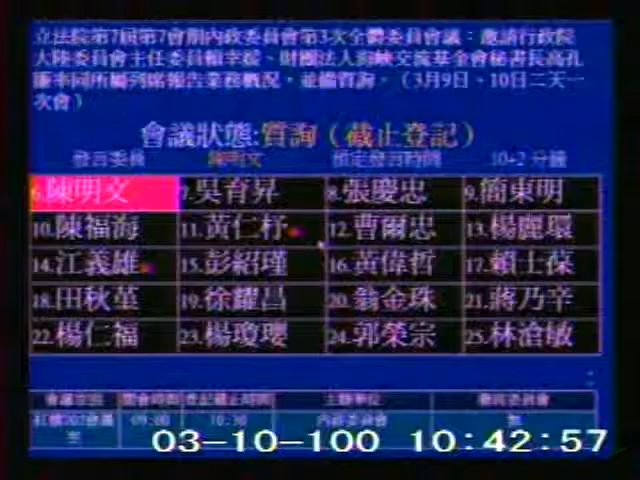 立法院第7屆第7會期內政委員會第3次全體委員會議：邀請行政院
大陸委員會主任委員賴幸媛、財團法人海峽交流基金會秘書長高孔
廉率同所屬列席報告業務概況，並備質詢。（3月9日、10日二天一
次會）
會議狀態:質詢（截止登記）
發言委員 陳明文 預定發言時間 10+2 分鐘
6.陳明文 7.吳育昇 8.張慶忠 9.簡東明
10.陳福海 11.黃仁杼 12.曹爾忠 13.楊麗環
14.江義雄 15.彭紹瑾 16.黃偉哲 17.賴士葆
18.田秋堇 19.徐耀昌 20.翁金珠 21.蔣乃辛
22.楊仁福 23.楊瓊瓔 24.郭榮宗 25.林滄敏
會議地點 開會時間 登記截止時間 主辦單位
紅樓202會議室 09:00 10:30 內政委員會 無
03-10-100 10:42:57